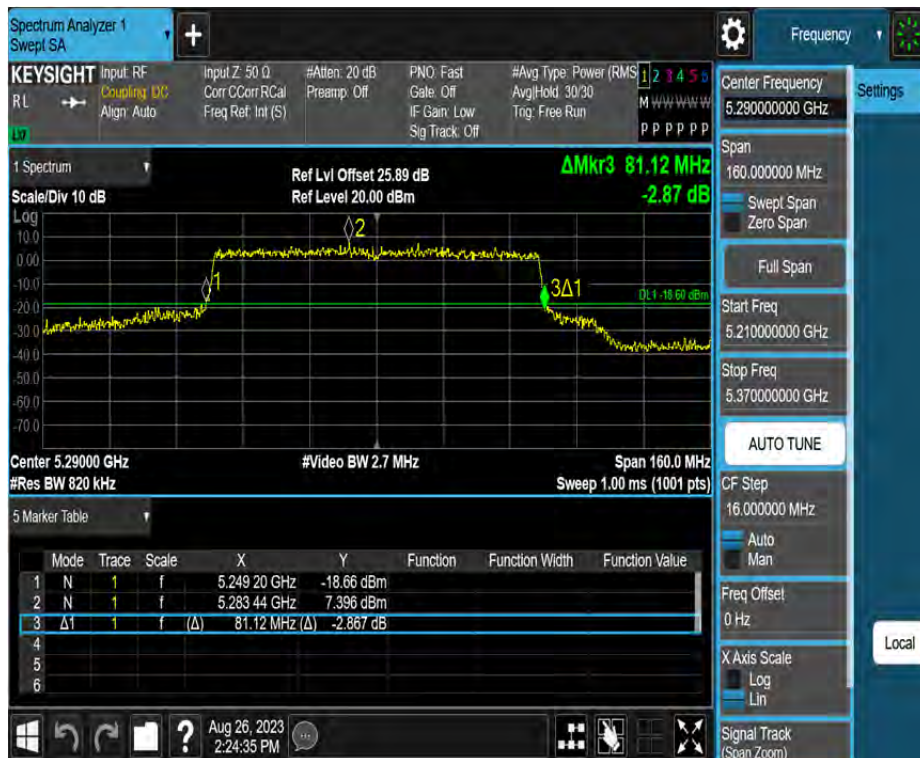 Spectrum Analyzer 1
Swept SA
+
Frequency
KEYSIGHT
RL
LXI
Input: RF
Coupling: DC
Align: Auto
Input Z: 50 Ω
Corr CCorr RCal
Freq Ref: Int (S)
#Atten: 20 dB
Preamp: Off
PNO: Fast
Gate: Off
IF Gain: Low
Sig Track: Off
#Avg Type: Power (RMS
Avg|Hold: 30/30
Trig: Free Run
1 2 3 4 5 6
M W W W W W
P P P P P P
1 Spectrum
Scale/Div 10 dB
Ref Lvl Offset 25.89 dB
Ref Level 20.00 dBm
ΔMkr3 81.12 MHz
-2.87 dB
Log
10.0
0.00
-10.0
-20.0
-30.0
-40.0
-50.0
-60.0
-70.0
2
1
3Δ1
DL1 -18.60 dBm
Center 5.29000 GHz
#Video BW 2.7 MHz
Span 160.0 MHz
#Res BW 820 kHz
Sweep 1.00 ms (1001 pts)
5 Marker Table
Mode Trace Scale X Y Function Function Width Function Value
1 N 1 f 5.249 20 GHz -18.66 dBm
2 N 1 f 5.283 44 GHz 7.396 dBm
3 Δ1 1 f (Δ) 81.12 MHz (Δ) -2.867 dB
4
5
6
?
Aug 26, 2023
2:24:35 PM
Center Frequency
5.290000000 GHz
Span
160.000000 MHz
Swept Span
Zero Span
Full Span
Start Freq
5.210000000 GHz
Stop Freq
5.370000000 GHz
AUTO TUNE
CF Step
16.000000 MHz
Auto
Man
Freq Offset
0 Hz
X Axis Scale
Log
Lin
Signal Track
(Span Zoom)
Settings
Local